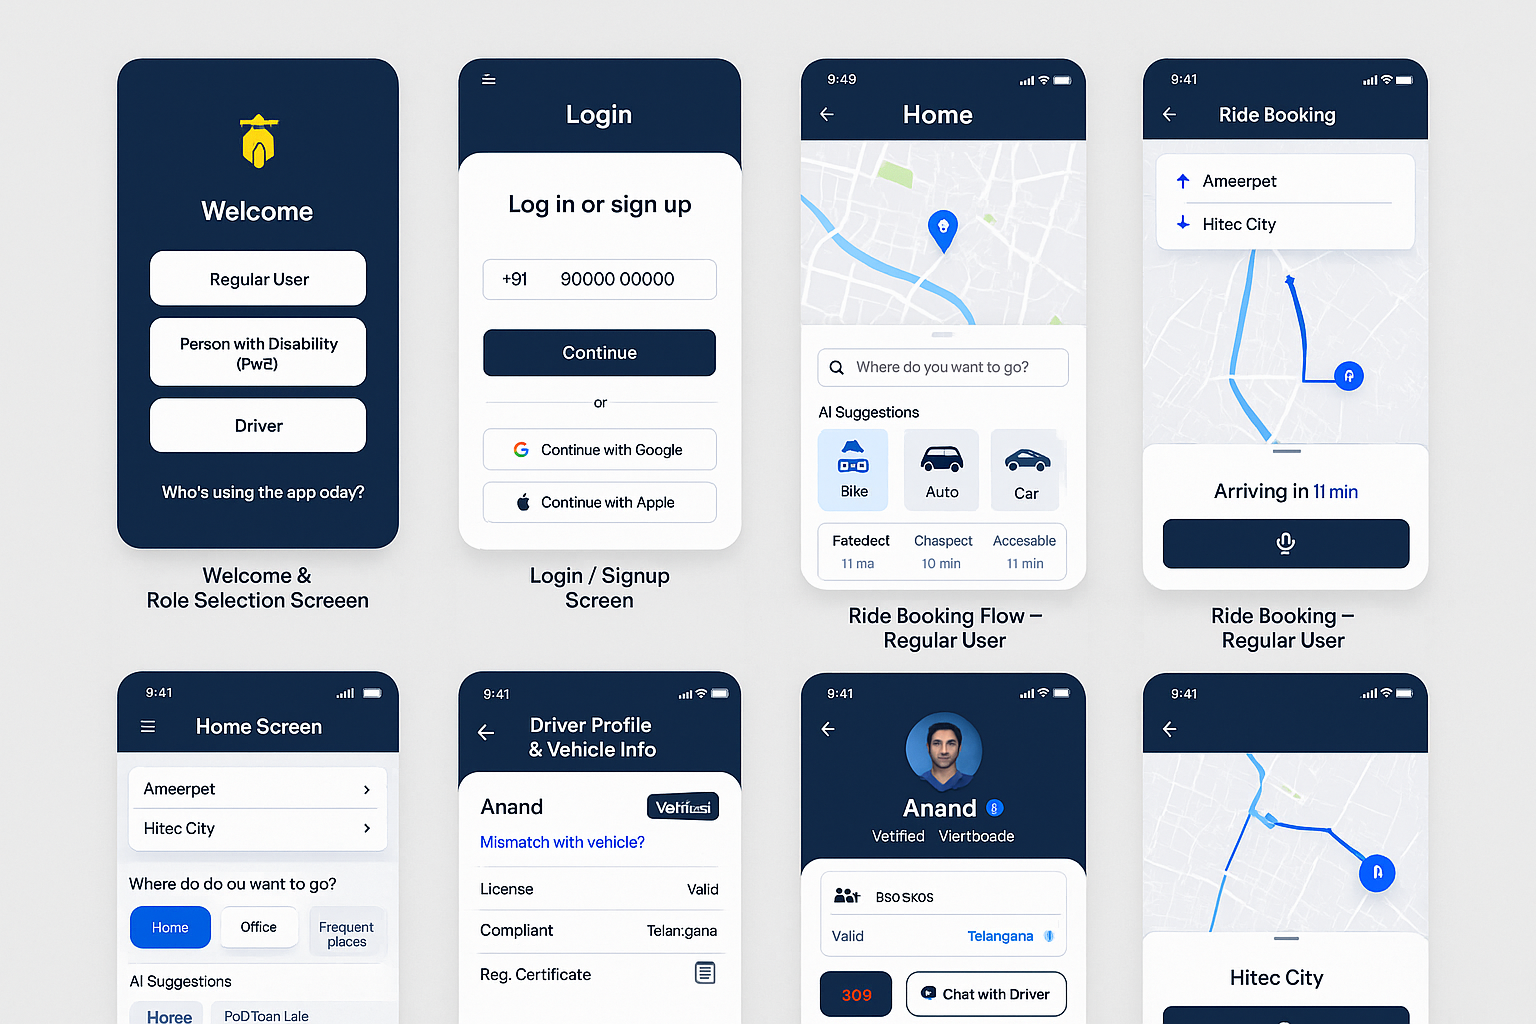 Welcome
Regular User
Person with Disability
Driver
Who's using the app oday?
Welcome &
Role Selection Screeen
Login
Log in or sign up
+91 90000 00000
Continue
or
Continue with Google
Continue with Apple
Login / Signup
Screen
9:49
Home
Where do you want to go?
AI Suggestions
Bike Auto Car
Fatedect Chaspect Accesable
11 ma 10 min 11 min
Ride Booking Flow –
Regular User
9:41
Ride Booking
Ameerpet
Hitec City
Arriving in 11 min
Ride Booking –
Regular User
9:41
Home Screen
Ameerpet
Hitec City
Where do do ou want to go?
Home Office Frequent
places
AI Suggestions
Horee PoDToan Lale
9:41
Driver Profile
& Vehicle Info
Anand
Mismatch with vehicle?
License Valid
Compliant Telan:gana
Reg. Certificate
9:41
Anand
Vetified Viertboade
Bso skos
Valid Telangana
309 Chat with Driver
9:41
Hitec City